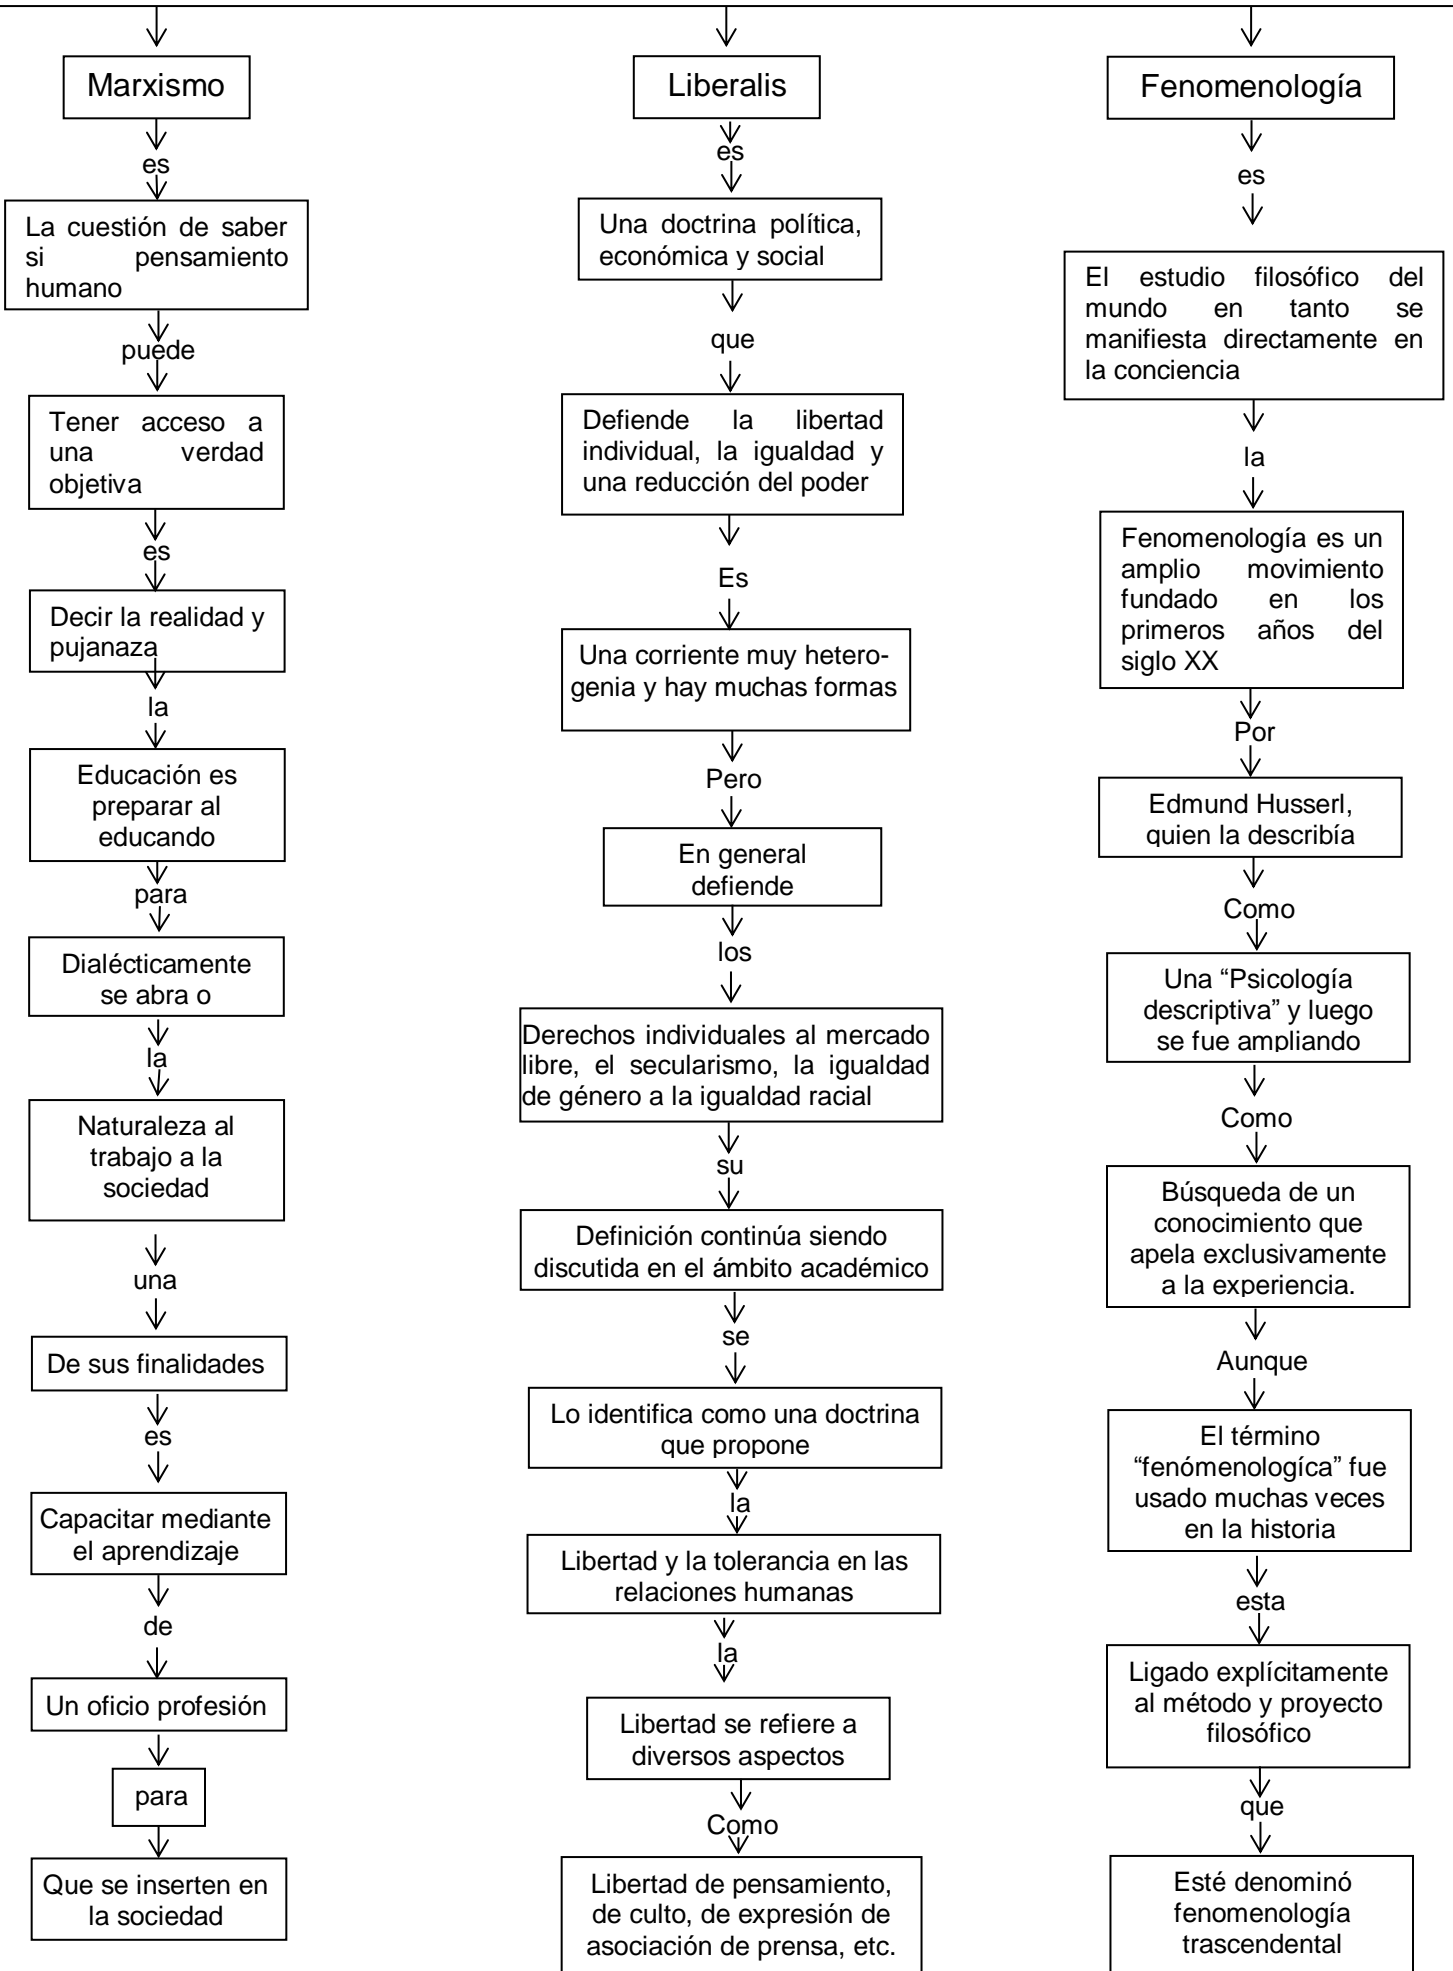 Marxismo
es
La cuestión de saber
si pensamiento
humano
puede
Tener acceso a
una verdad
objetiva
es
Decir la realidad y
pujanaza
la
Educación es
preparar al
educando
para
Dialécticamente
se abra o
la
Naturaleza al
trabajo a la
sociedad
una
De sus finalidades
es
Capacitar mediante
el aprendizaje
de
Un oficio profesión
para
Que se inserten en
la sociedad
Liberalis
es
Una doctrina política,
económica y social
que
Defiende la libertad
individual, la igualdad y
una reducción del poder
Es
Una corriente muy hetero-
genia y hay muchas formas
Pero
En general
defiende
los
Derechos individuales al mercado
libre, el secularismo, la igualdad
de género a la igualdad racial
su
Definición continúa siendo
discutida en el ámbito académico
se
Lo identifica como una doctrina
que propone
la
Libertad y la tolerancia en las
relaciones humanas
la
Libertad se refiere a
diversos aspectos
Como
Libertad de pensamiento,
de culto, de expresión de
asociación de prensa, etc.
Fenomenología
es
El estudio filosófico del
mundo en tanto se
manifiesta directamente en
la conciencia
la
Fenomenología es un
amplio movimiento
fundado en los
primeros años del
siglo XX
Por
Edmund Husserl,
quien la describía
Como
Una “Psicología
descriptiva” y luego
se fue ampliando
Como
Búsqueda de un
conocimiento que
apela exclusivamente
a la experiencia.
Aunque
El término
“fenómenologíca” fue
usado muchas veces
en la historia
esta
Ligado explícitamente
al método y proyecto
filosófico
que
Esté denominó
fenomenología
trascendental